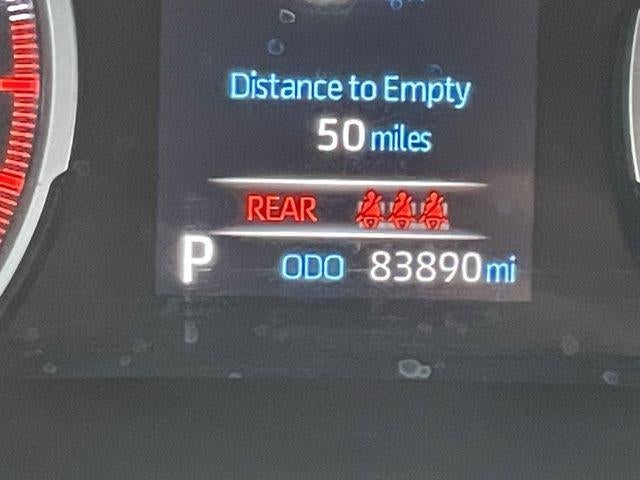 Distance to Empty
50 miles
REAR
P ODO 83890 mi